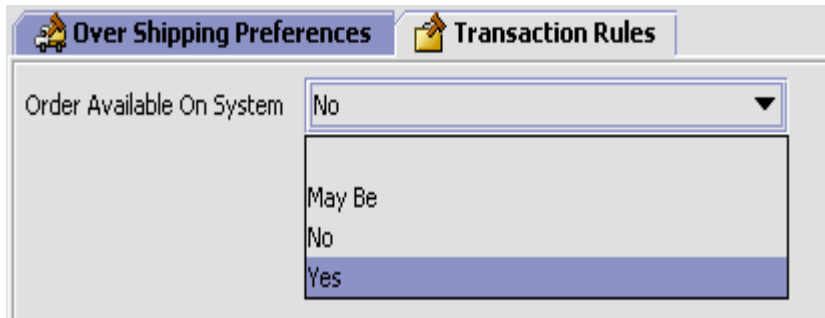 Over Shipping Preferences
Transaction Rules
Order Available On System
No
May Be
No
Yes